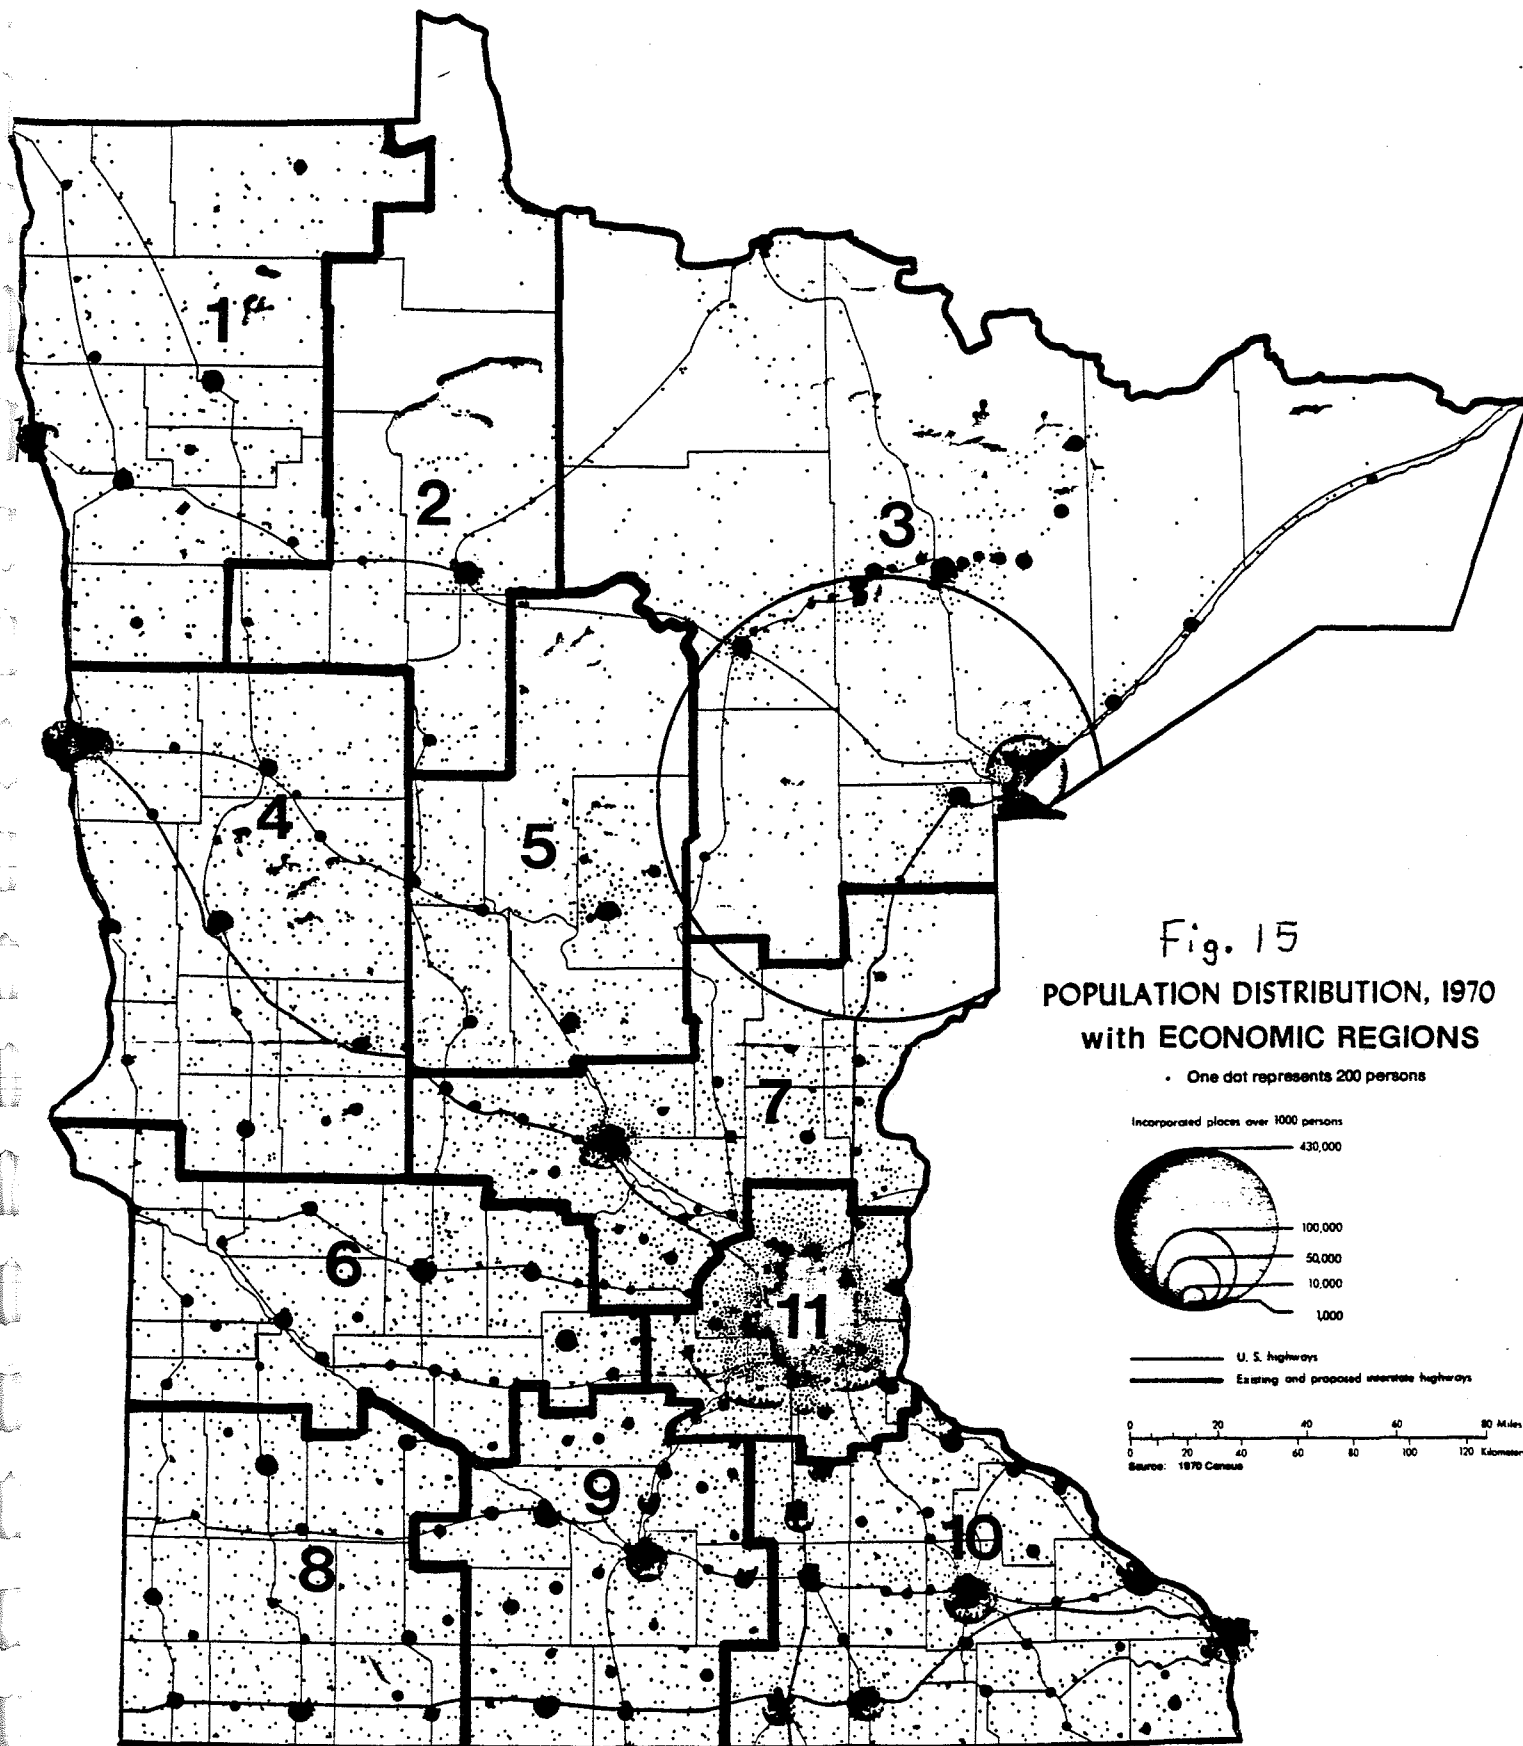 1
2
3
4
5
6
7
8
9
10
11
Fig. 15
POPULATION DISTRIBUTION, 1970
with ECONOMIC REGIONS
· One dot represents 200 persons
Incorporated places over 1000 persons
430,000
100,000
50,000
10,000
1,000
U. S. highways
Existing and proposed interstate highways
0 20 40 60 80 Miles
0 20 40 60 80 100 120 Kilometer
Source: 1970 Census